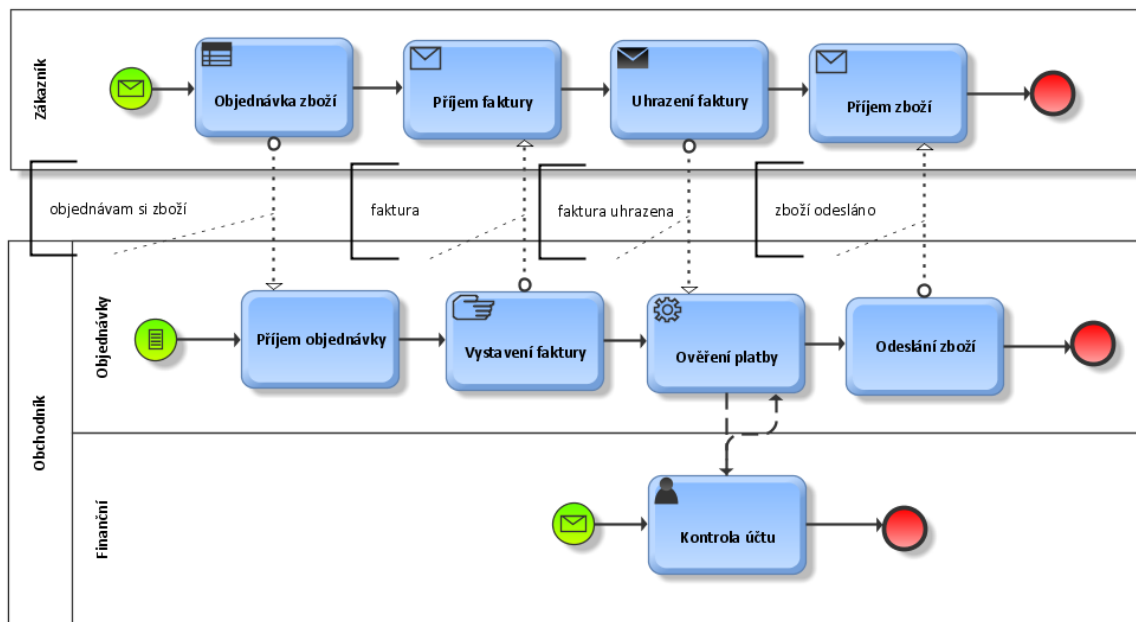 Zákazník
Objednávka zboží
Příjem faktury
Uhrazení faktury
Příjem zboží
objednávam si zboží
faktura
faktura uhrazena
zboží odesláno
Obchodník
Objednávky
Příjem objednávky
Vystavení faktury
Ověření platby
Odeslání zboží
Finanční
Kontrola účtu